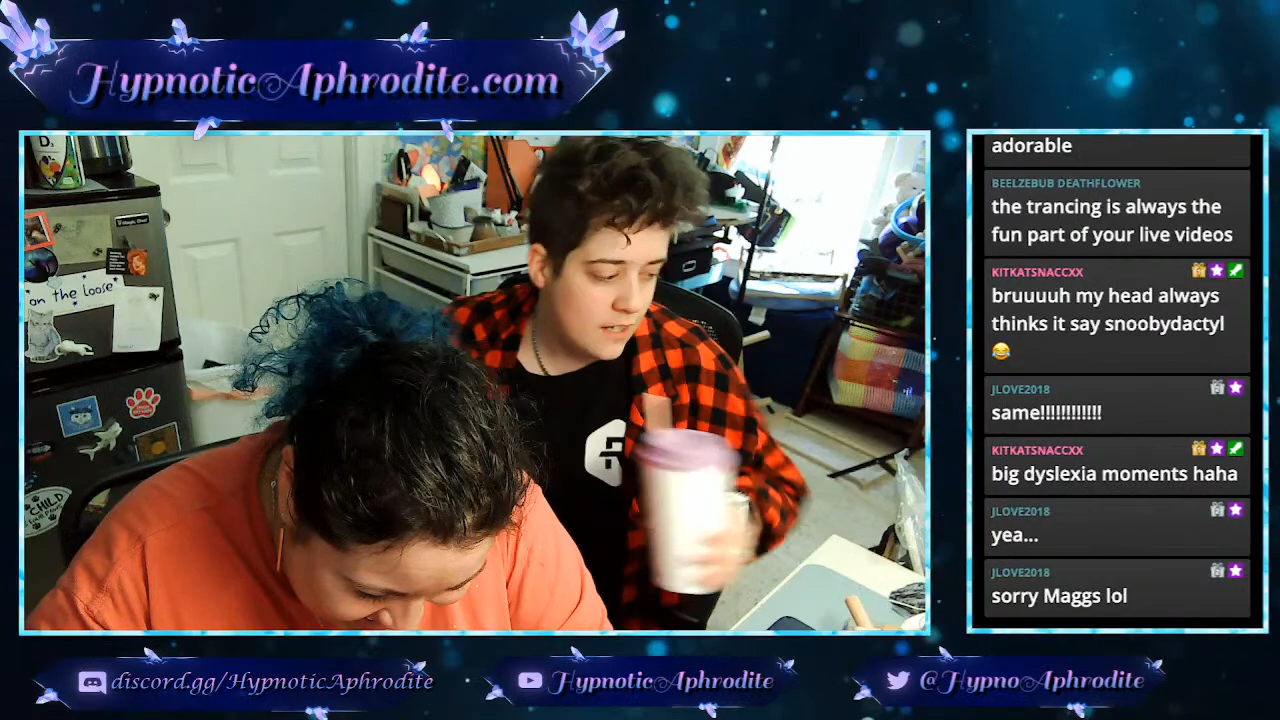 HypnoticAphrodite.com
on the loose
CHILD
adorable
BEELZEBUB DEATHFLOWER
the trancing is always the
fun part of your live videos
KITKATSNACCXX
bruuuuh my head always
thinks it say snoobydactyl
😂
JLOVE2018
same!!!!!!!!!!!!
KITKATSNACCXX
big dyslexia moments haha
JLOVE2018
yea...
JLOVE2018
sorry Maggs lol
discord.gg/HypnoticAphrodite
HypnoticAphrodite
@HypnoAphrodite